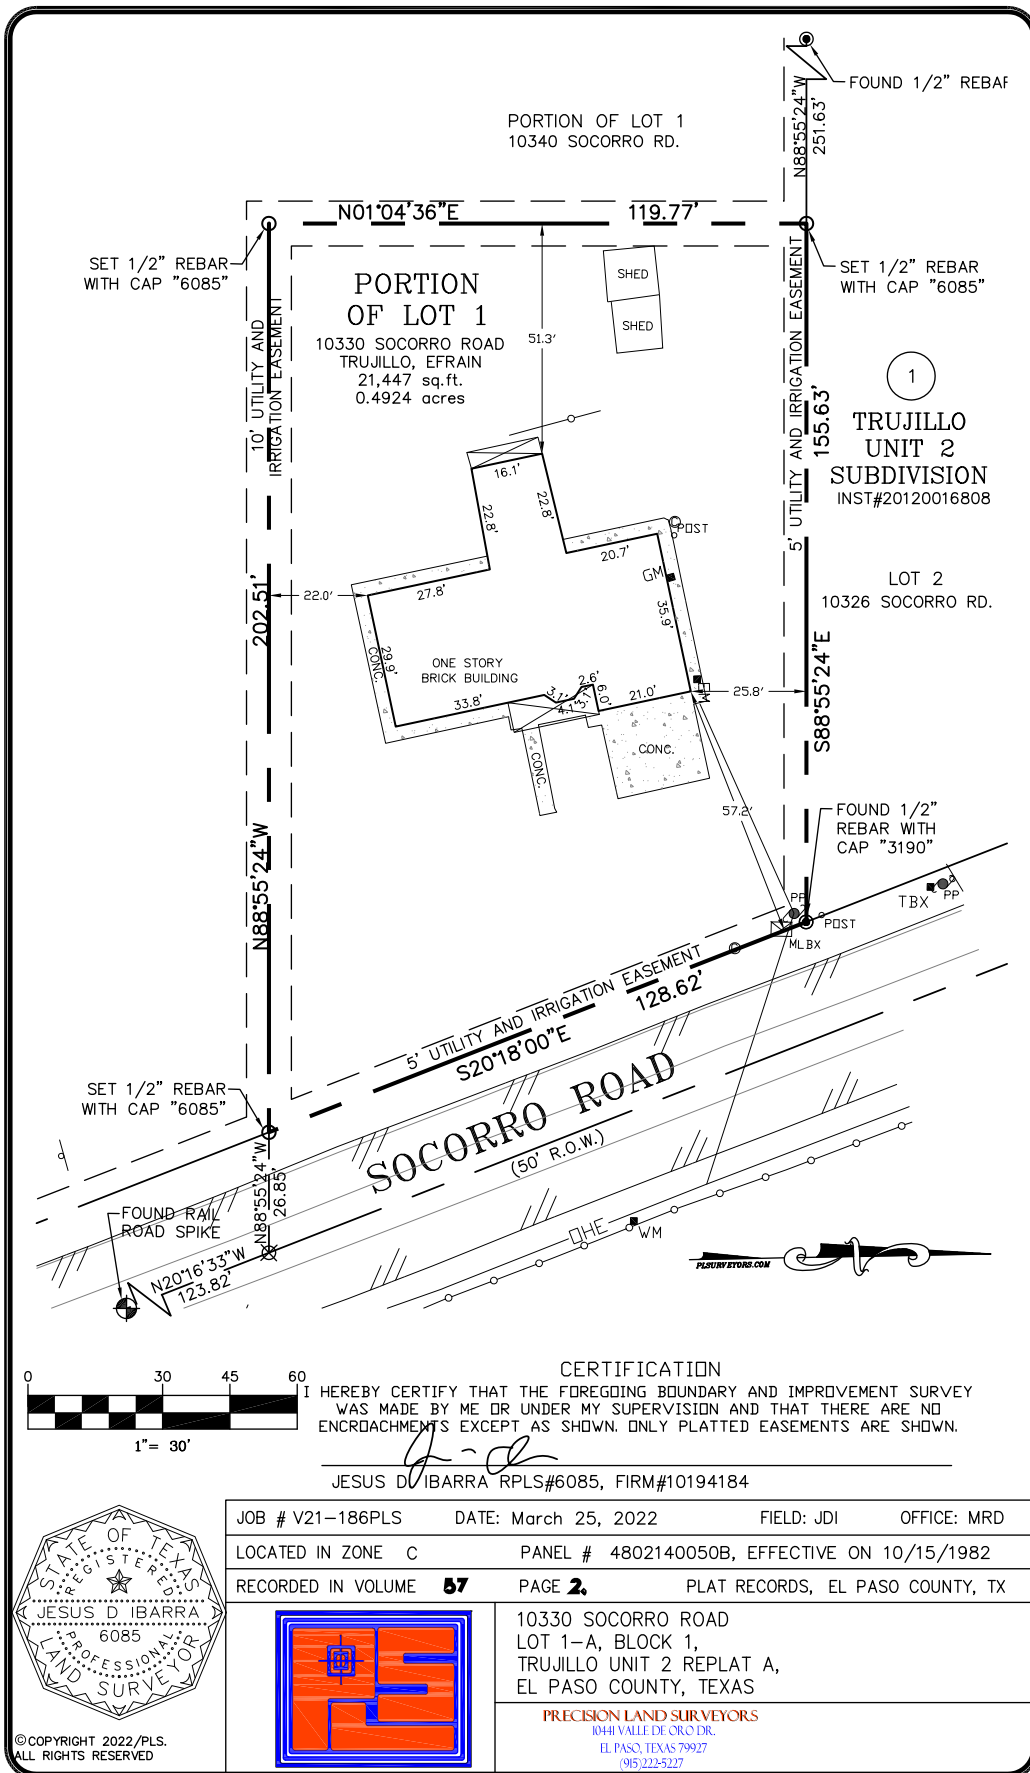 FOUND 1/2" REBAR
N88°55'24"W
251.63'
PORTION OF LOT 1
10340 SOCORRO RD.
N01°04'36"E
119.77'
SET 1/2" REBAR
WITH CAP "6085"
SET 1/2" REBAR
WITH CAP "6085"
PORTION
OF LOT 1
10330 SOCORRO ROAD
TRUJILLO, EFRAIN
21,447 sq.ft.
0.4924 acres
SHED
SHED
51.3'
10' UTILITY AND
IRRIGATION EASEMENT
5' UTILITY AND IRRIGATION EASEMENT
155.63'
S88°55'24"E
1
TRUJILLO
UNIT 2
SUBDIVISION
INST#20120016808
LOT 2
10326 SOCORRO RD.
16.1'
22.8'
22.8'
20.7'
POST
GM
35.9'
27.8'
22.0'
202.51'
N88°55'24"W
29.9'
CONC.
ONE STORY
BRICK BUILDING
33.8'
3.1'
4.1'
3.1'
2.6'
6.0'
21.0'
25.8'
CONC.
CONC.
57.2'
FOUND 1/2"
REBAR WITH
CAP "3190"
PP
POST
MLBX
TBX
PP
5' UTILITY AND IRRIGATION EASEMENT
S20°18'00"E
128.62'
SET 1/2" REBAR
WITH CAP "6085"
SOCORRO ROAD
(50' R.O.W.)
N88°55'24"W
26.85'
FOUND RAIL
ROAD SPIKE
N20°16'33"W
123.82'
OHE
WM
N
PLSURVEYORS.COM
0 30 45 60
1"= 30'
CERTIFICATION
I HEREBY CERTIFY THAT THE FOREGOING BOUNDARY AND IMPROVEMENT SURVEY
WAS MADE BY ME OR UNDER MY SUPERVISION AND THAT THERE ARE NO
ENCROACHMENTS EXCEPT AS SHOWN. ONLY PLATTED EASEMENTS ARE SHOWN.
JESUS D IBARRA RPLS#6085, FIRM#10194184
JOB # V21-186PLS DATE: March 25, 2022 FIELD: JDI OFFICE: MRD
LOCATED IN ZONE C PANEL # 4802140050B, EFFECTIVE ON 10/15/1982
RECORDED IN VOLUME 57 PAGE 2, PLAT RECORDS, EL PASO COUNTY, TX
STATE OF TEXAS
REGISTERED
JESUS D IBARRA
6085
PROFESSIONAL
LAND SURVEYOR
10330 SOCORRO ROAD
LOT 1-A, BLOCK 1,
TRUJILLO UNIT 2 REPLAT A,
EL PASO COUNTY, TEXAS
PRECISION LAND SURVEYORS
10441 VALLE DE ORO DR.
EL PASO, TEXAS 79927
(915)222-5227
©COPYRIGHT 2022/PLS.
ALL RIGHTS RESERVED